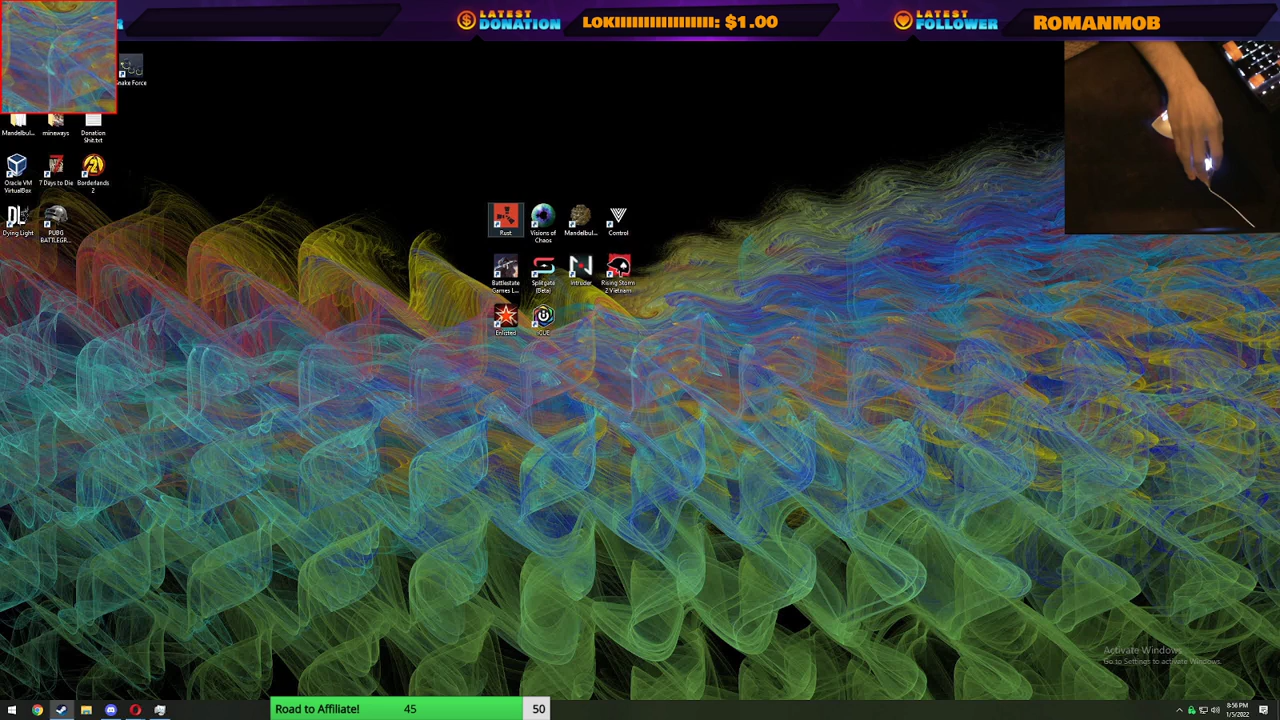 R
LATEST
DONATION
LOKIIIIIIIIIIIIIIIIII: $1.00
LATEST
FOLLOWER
ROMANMOB
Mandelbul...
mineways
Donation
Shit.txt
Oracle VM
VirtualBox
7 Days to Die
Borderlands
2
Dying Light
PUBG
BATTLEGR...
Rust
Visions of
Chaos
Mandelbul...
Control
Battlestate
Games L...
Splitgate
(Beta)
Intruder
Rising Storm
2 Vietnam
Enlisted
iCUE
Activate Windows
Go to Settings to activate Windows.
Road to Affiliate!
45
50
8:56 PM
1/5/2022